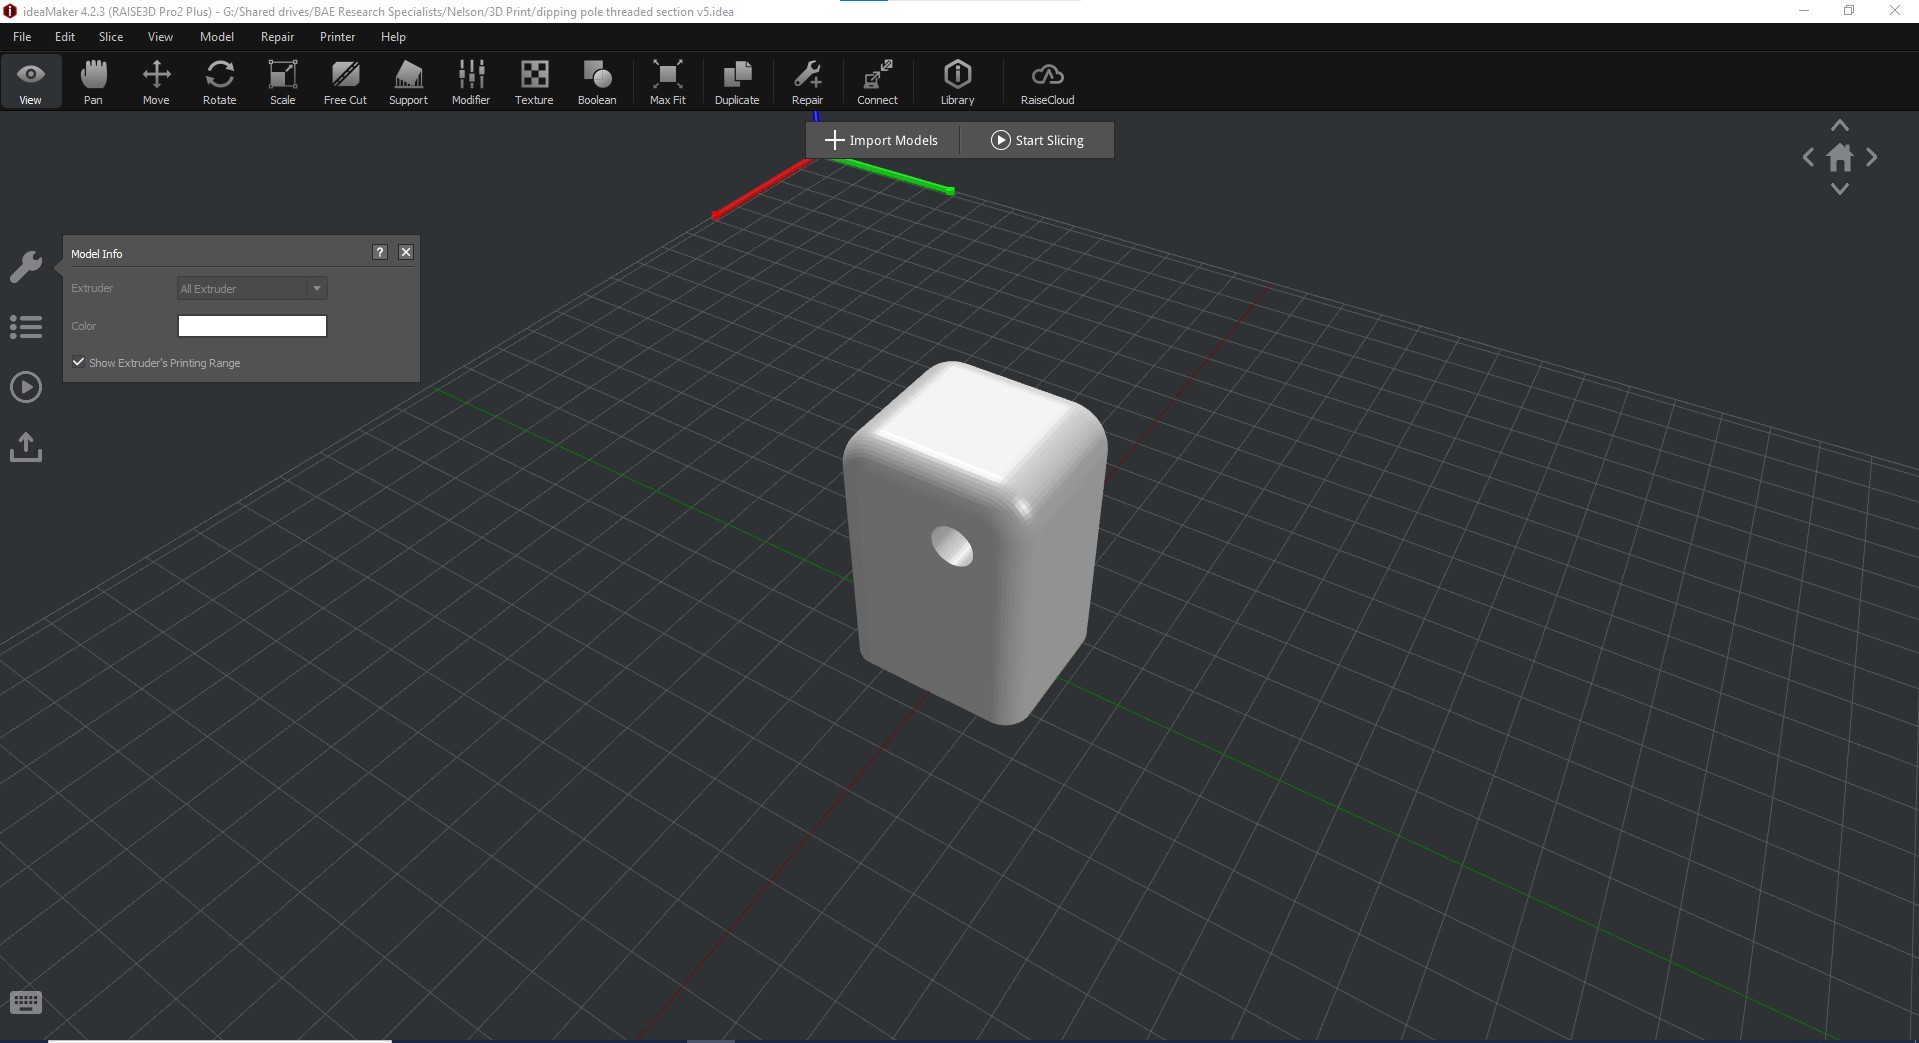 ideaMaker 4.2.3 (RAISE3D Pro2 Plus) - G:/Shared drives/BAE Research Specialists/Nelson/3D Print/dipping pole threaded section v5.idea
File Edit Slice View Model Repair Printer Help
View Pan Move Rotate Scale Free Cut Support Modifier Texture Boolean Max Fit Duplicate Repair Connect Library RaiseCloud
Import Models Start Slicing
Model Info ?
Extruder All Extruder
Color
Show Extruder's Printing Range